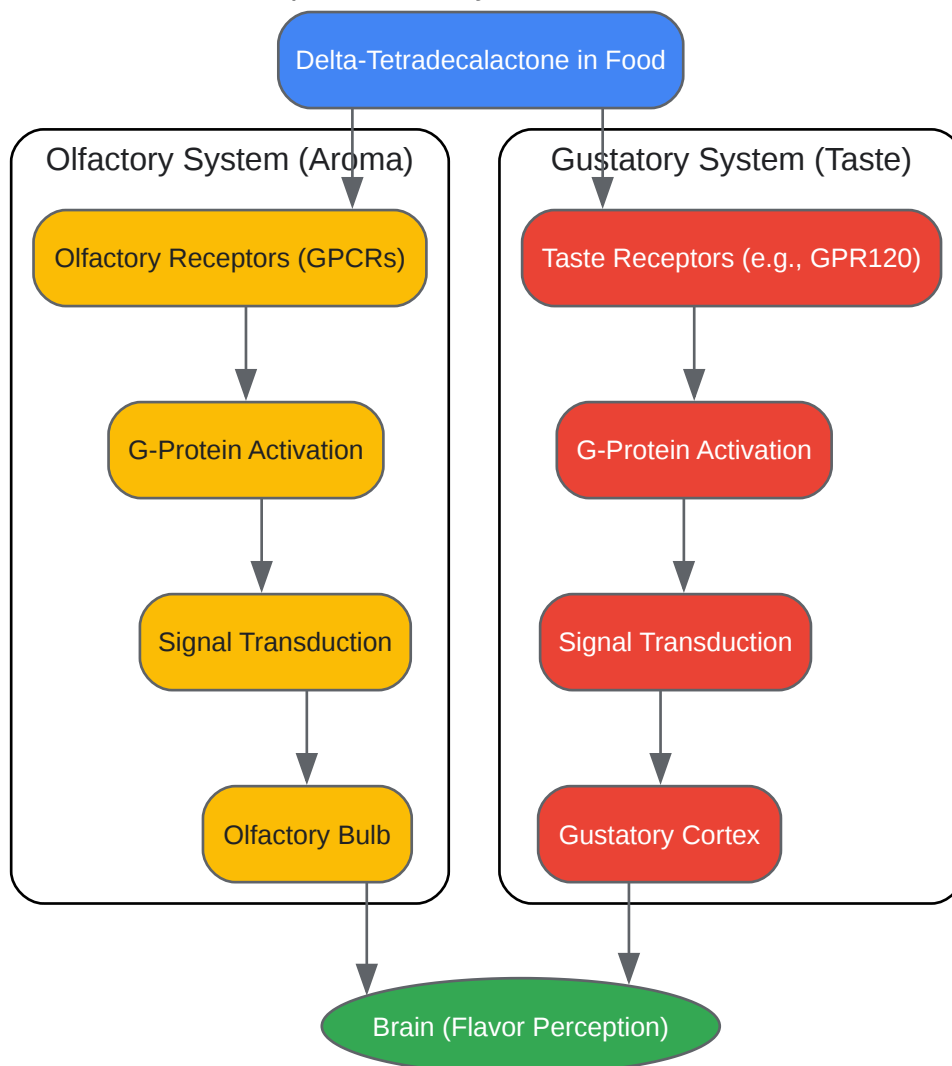 Delta-Tetradecalactone in Food
Olfactory System (Aroma)
Gustatory System (Taste)
Olfactory Receptors (GPCRs)
Taste Receptors (e.g., GPR120)
G-Protein Activation
G-Protein Activation
Signal Transduction
Signal Transduction
Olfactory Bulb
Gustatory Cortex
Brain (Flavor Perception)